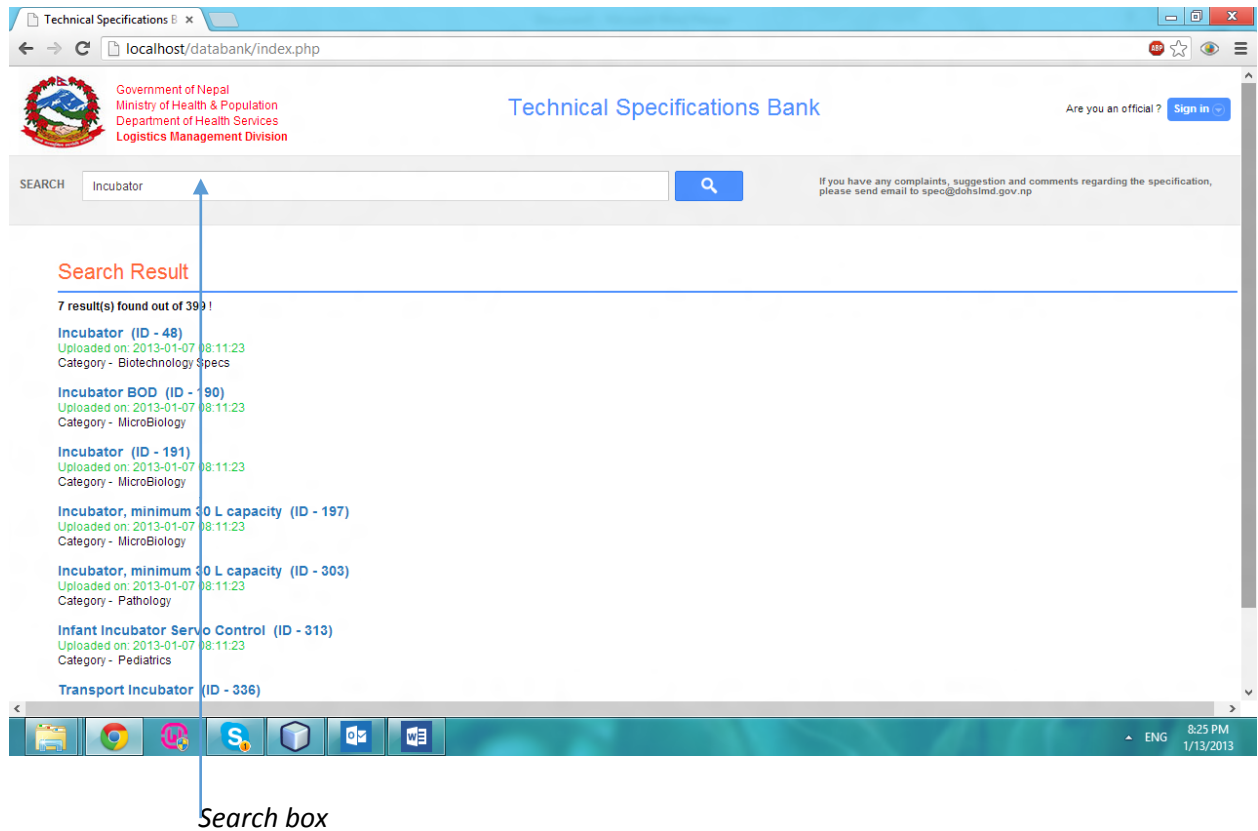 Technical Specifications B
localhost/databank/index.php
ABP
Government of Nepal
Ministry of Health & Population
Department of Health Services
Logistics Management Division
Technical Specifications Bank
Are you an official ? Sign in
SEARCH Incubator
If you have any complaints, suggestion and comments regarding the specification,
please send email to spec@dohslmd.gov.np
Search Result
7 result(s) found out of 399 !
Incubator (ID - 48)
Uploaded on: 2013-01-07 08:11:23
Category - Biotechnology Specs
Incubator BOD (ID - 190)
Uploaded on: 2013-01-07 08:11:23
Category - MicroBiology
Incubator (ID - 191)
Uploaded on: 2013-01-07 08:11:23
Category - MicroBiology
Incubator, minimum 30 L capacity (ID - 197)
Uploaded on: 2013-01-07 08:11:23
Category - MicroBiology
Incubator, minimum 30 L capacity (ID - 303)
Uploaded on: 2013-01-07 08:11:23
Category - Pathology
Infant Incubator Servo Control (ID - 313)
Uploaded on: 2013-01-07 08:11:23
Category - Pediatrics
Transport Incubator (ID - 336)
ENG 8:25 PM
1/13/2013
Search box